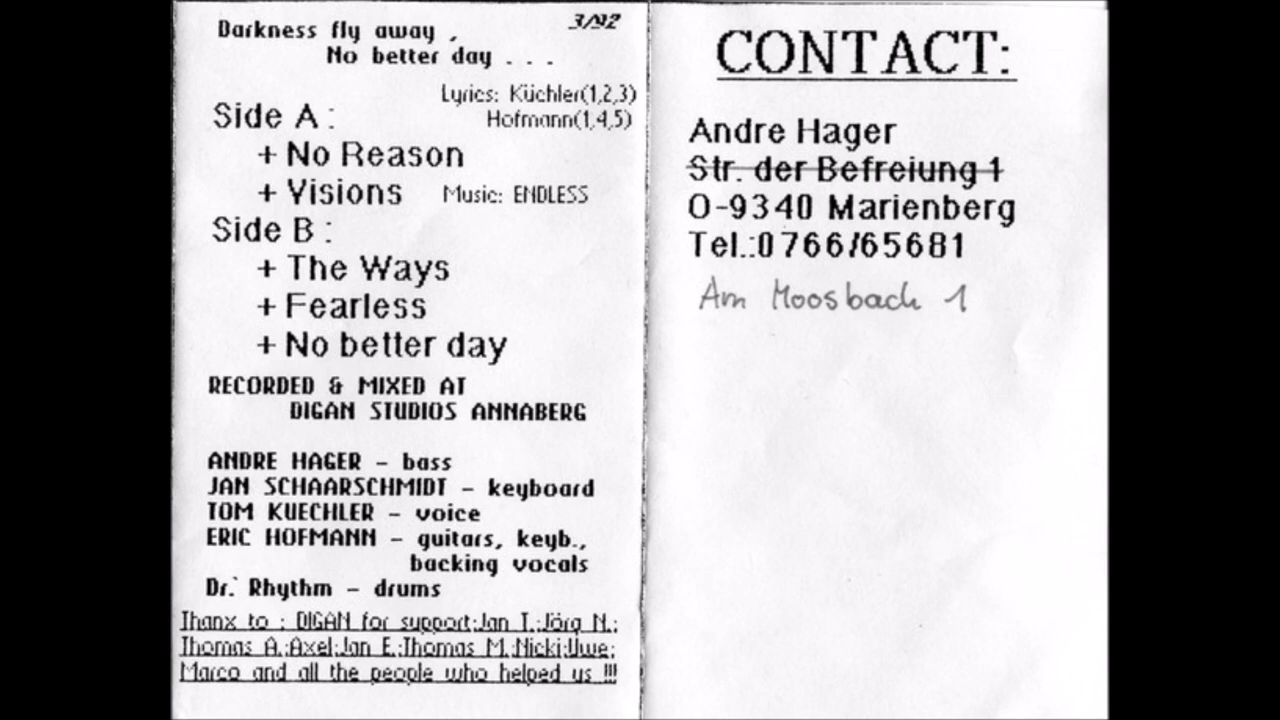 3/92
Darkness fly away ,
No better day . . .
Lyrics: Küchler(1,2,3)
Hofmann(1,4,5)
Side A :
+ No Reason
+ Visions Music: ENDLESS
Side B :
+ The Ways
+ Fearless
+ No better day
RECORDED & MIXED AT
DIGAN STUDIOS ANNABERG
ANDRE HAGER – bass
JAN SCHAARSCHMIDT – keyboard
TOM KUECHLER – voice
ERIC HOFMANN – guitars, keyb.,
backing vocals
Dr. Rhythm – drums
Thanx to : DIGAN for support;Jan T.;Jörg N.;
Thomas A.;Axel;Jan E.;Thomas M.;Nicki;Uwe;
Marco and all the people who helped us !!!
CONTACT:
Andre Hager
Str. der Befreiung 1
O-9340 Marienberg
Tel.:0766/65681
Am Moosbach 1